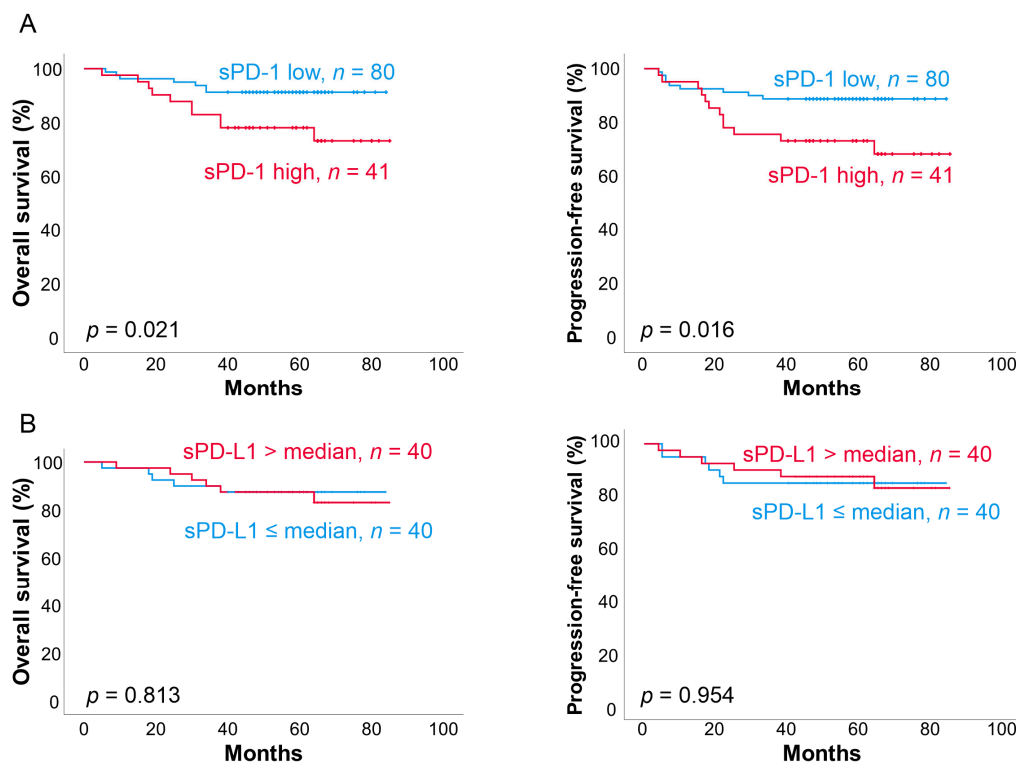 A
Overall survival (%)
100
80
60
40
20
0
sPD-1 low, n = 80
sPD-1 high, n = 41
p = 0.021
0 20 40 60 80 100
Months
Progression-free survival (%)
100
80
60
40
20
0
sPD-1 low, n = 80
sPD-1 high, n = 41
p = 0.016
0 20 40 60 80 100
Months
B
Overall survival (%)
100
80
60
40
20
0
sPD-L1 > median, n = 40
sPD-L1 ≤ median, n = 40
p = 0.813
0 20 40 60 80 100
Months
Progression-free survival (%)
100
80
60
40
20
0
sPD-L1 > median, n = 40
sPD-L1 ≤ median, n = 40
p = 0.954
0 20 40 60 80 100
Months